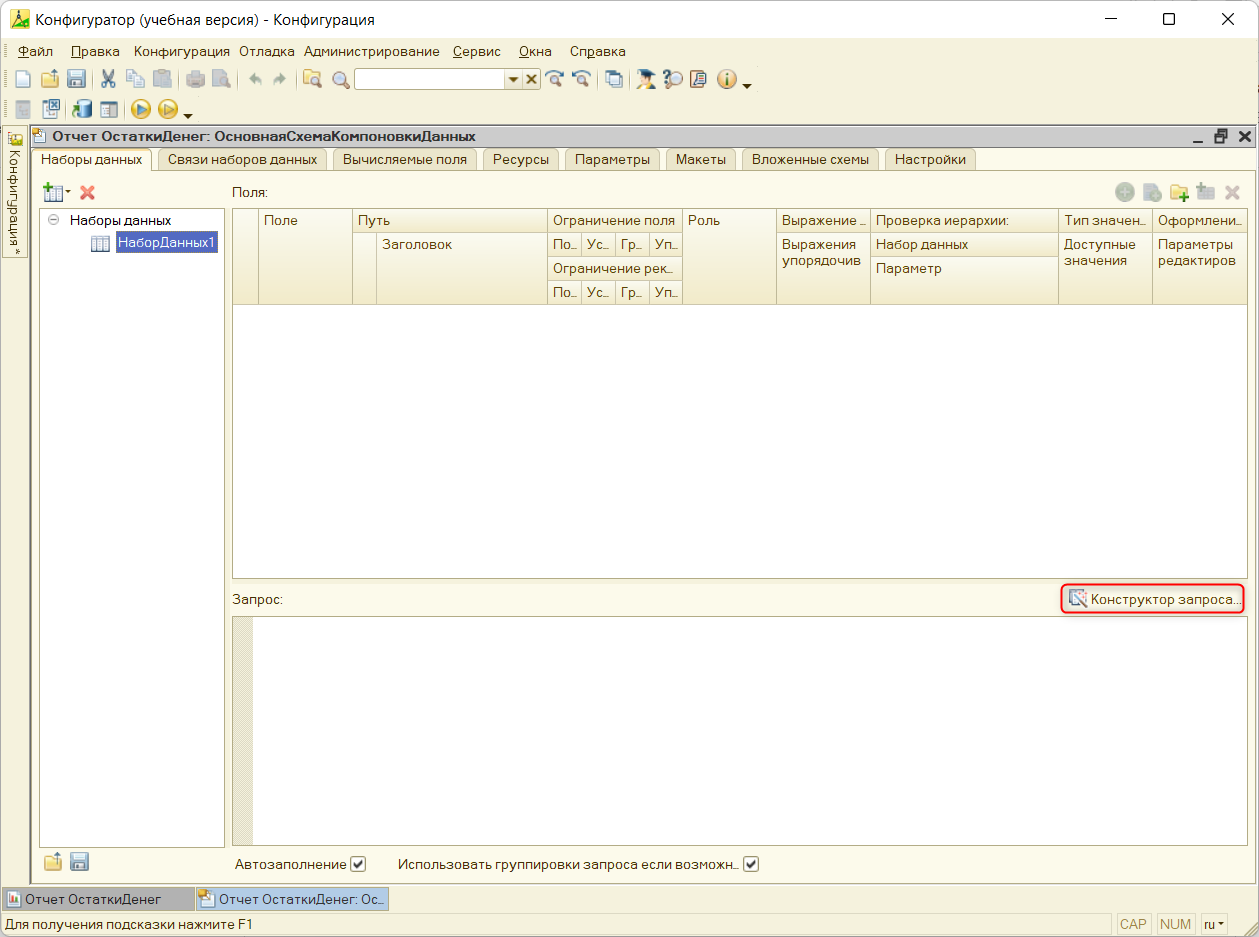 Конфигуратор (учебная версия) - Конфигурация
Файл Правка Конфигурация Отладка Администрирование Сервис Окна Справка
Конфигурация *
Отчет ОстаткиДенег: ОсновнаяСхемаКомпоновкиДанных
Наборы данных Связи наборов данных Вычисляемые поля Ресурсы Параметры Макеты Вложенные схемы Настройки
Поля:
Наборы данных
НаборДанных1
Поле Путь Ограничение поля Роль Выражение ... Проверка иерархии: Тип значен... Оформлени...
Заголовок По... Ус... Гр... Уп... Выражения упорядочив Набор данных Доступные значения Параметры редактиров
Ограничение рек... Параметр
По... Ус... Гр... Уп...
Запрос:
Конструктор запроса...
Автозаполнение Использовать группировки запроса если возможн...
Отчет ОстаткиДенег Отчет ОстаткиДенег: Ос...
Для получения подсказки нажмите F1 CAP NUM ru